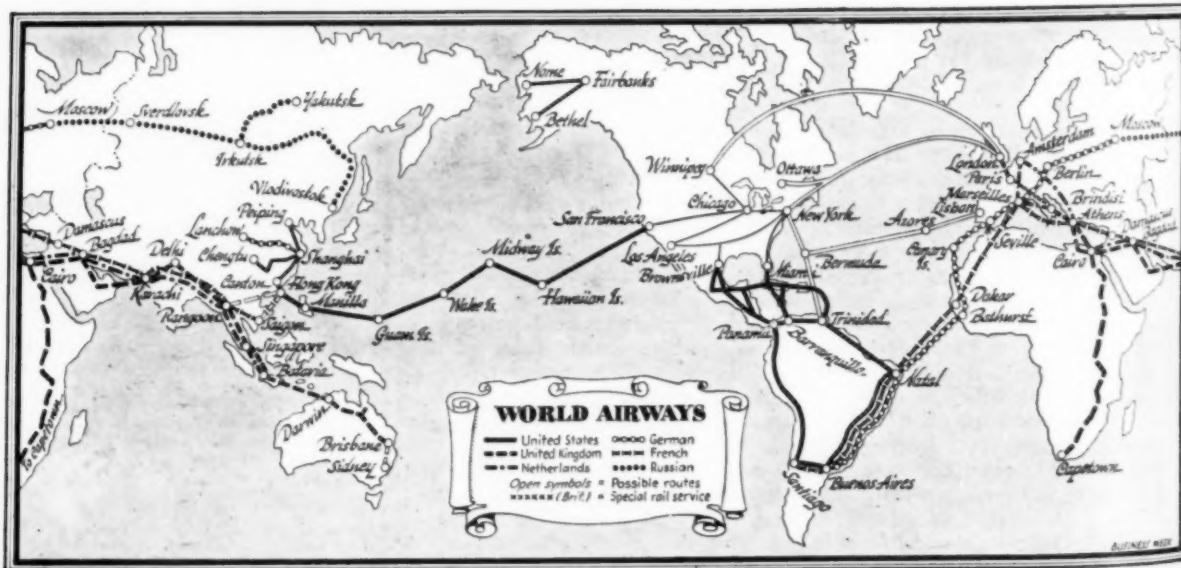 Nome
Fairbanks
Bethel
Moscow
Sverdlovsk
Yakutsk
Irkutsk
Vladivostok
Peiping
Lanchow
Chengtu
Shanghai
Canton
Hong Kong
Manilla
Damascus
Bagdad
Cairo
Delhi
Karachi
Rangoon
Saigon
Singapore
Batavia
Darwin
Brisbane
Sidney
To Capetown
Guam Is.
Wake Is.
Midway Is.
Hawaiian Is.
San Francisco
Los Angeles
Brownsville
Winnipeg
Chicago
Ottawa
New York
Miami
Bermuda
Azores
Panama
Barranquilla
Trinidad
Natal
Santiago
Buenos Aires
London
Paris
Amsterdam
Berlin
Moscow
Marseilles
Lisbon
Seville
Brindisi
Athens
Damascus
Cairo
Canary
Is.
Dakar
Bathurst
Capetown
WORLD AIRWAYS
United States
German
United Kingdom
French
Netherlands
Russian
Open symbols = Possible routes
(Brit.) = Special rail service
BUSINESS WEEK